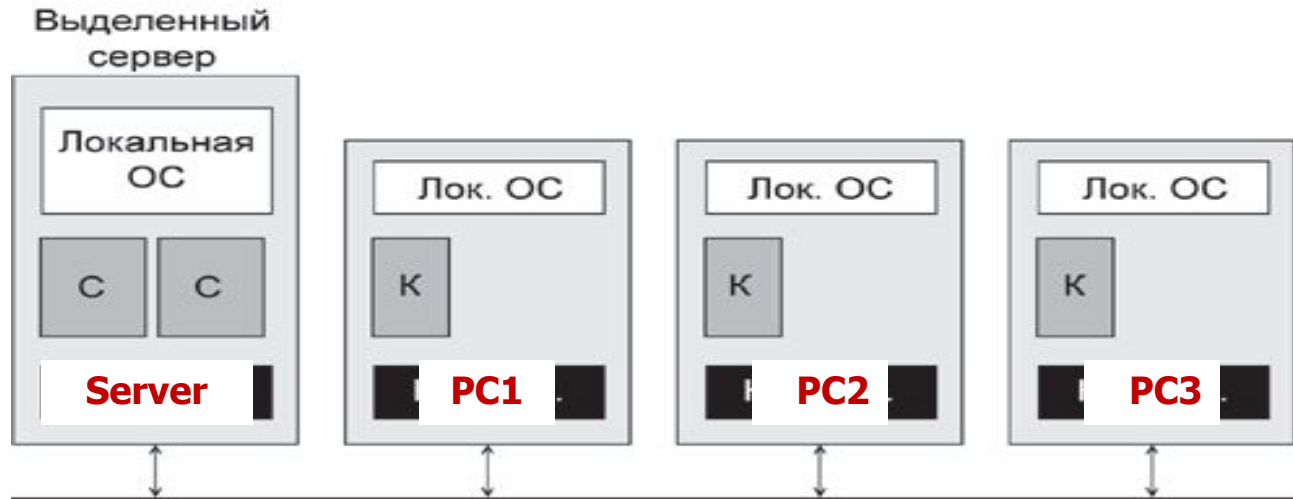 Выделенный
сервер
Локальная
ОС
Лок. ОС
Лок. ОС
Лок. ОС
С С
К
К
К
Server
PC1
PC2
PC3